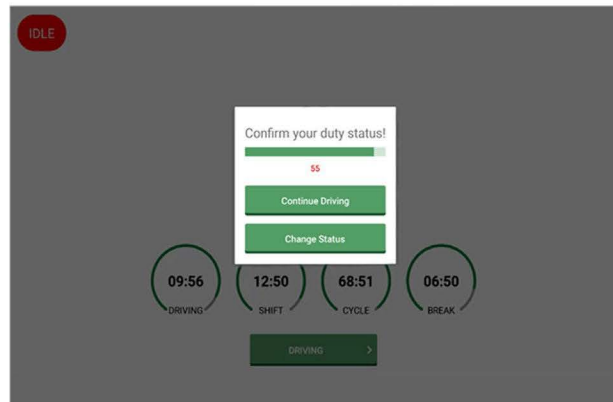 IDLE
Confirm your duty status!
55
Continue Driving
Change Status
09:56 12:50 68:51 06:50
DRIVING SHIFT CYCLE BREAK
DRIVING >